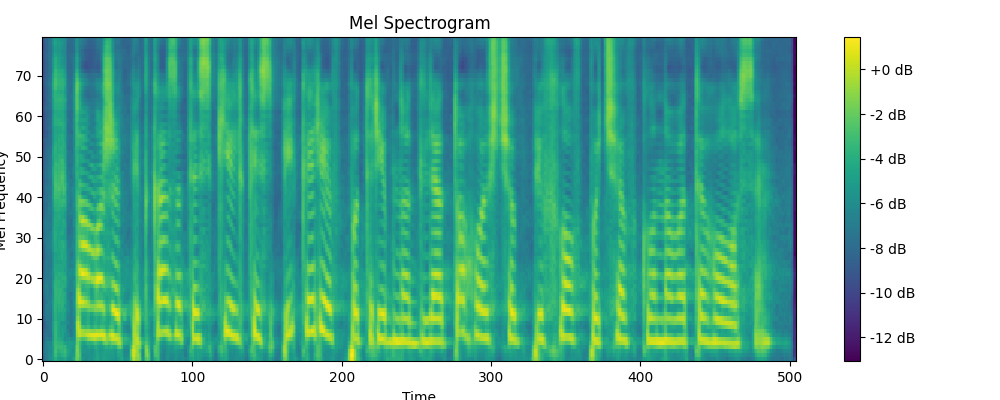 Mel Spectrogram
Mel Frequency
70
60
50
40
30
20
10
0
0 100 200 300 400 500
Time
+0 dB
-2 dB
-4 dB
-6 dB
-8 dB
-10 dB
-12 dB